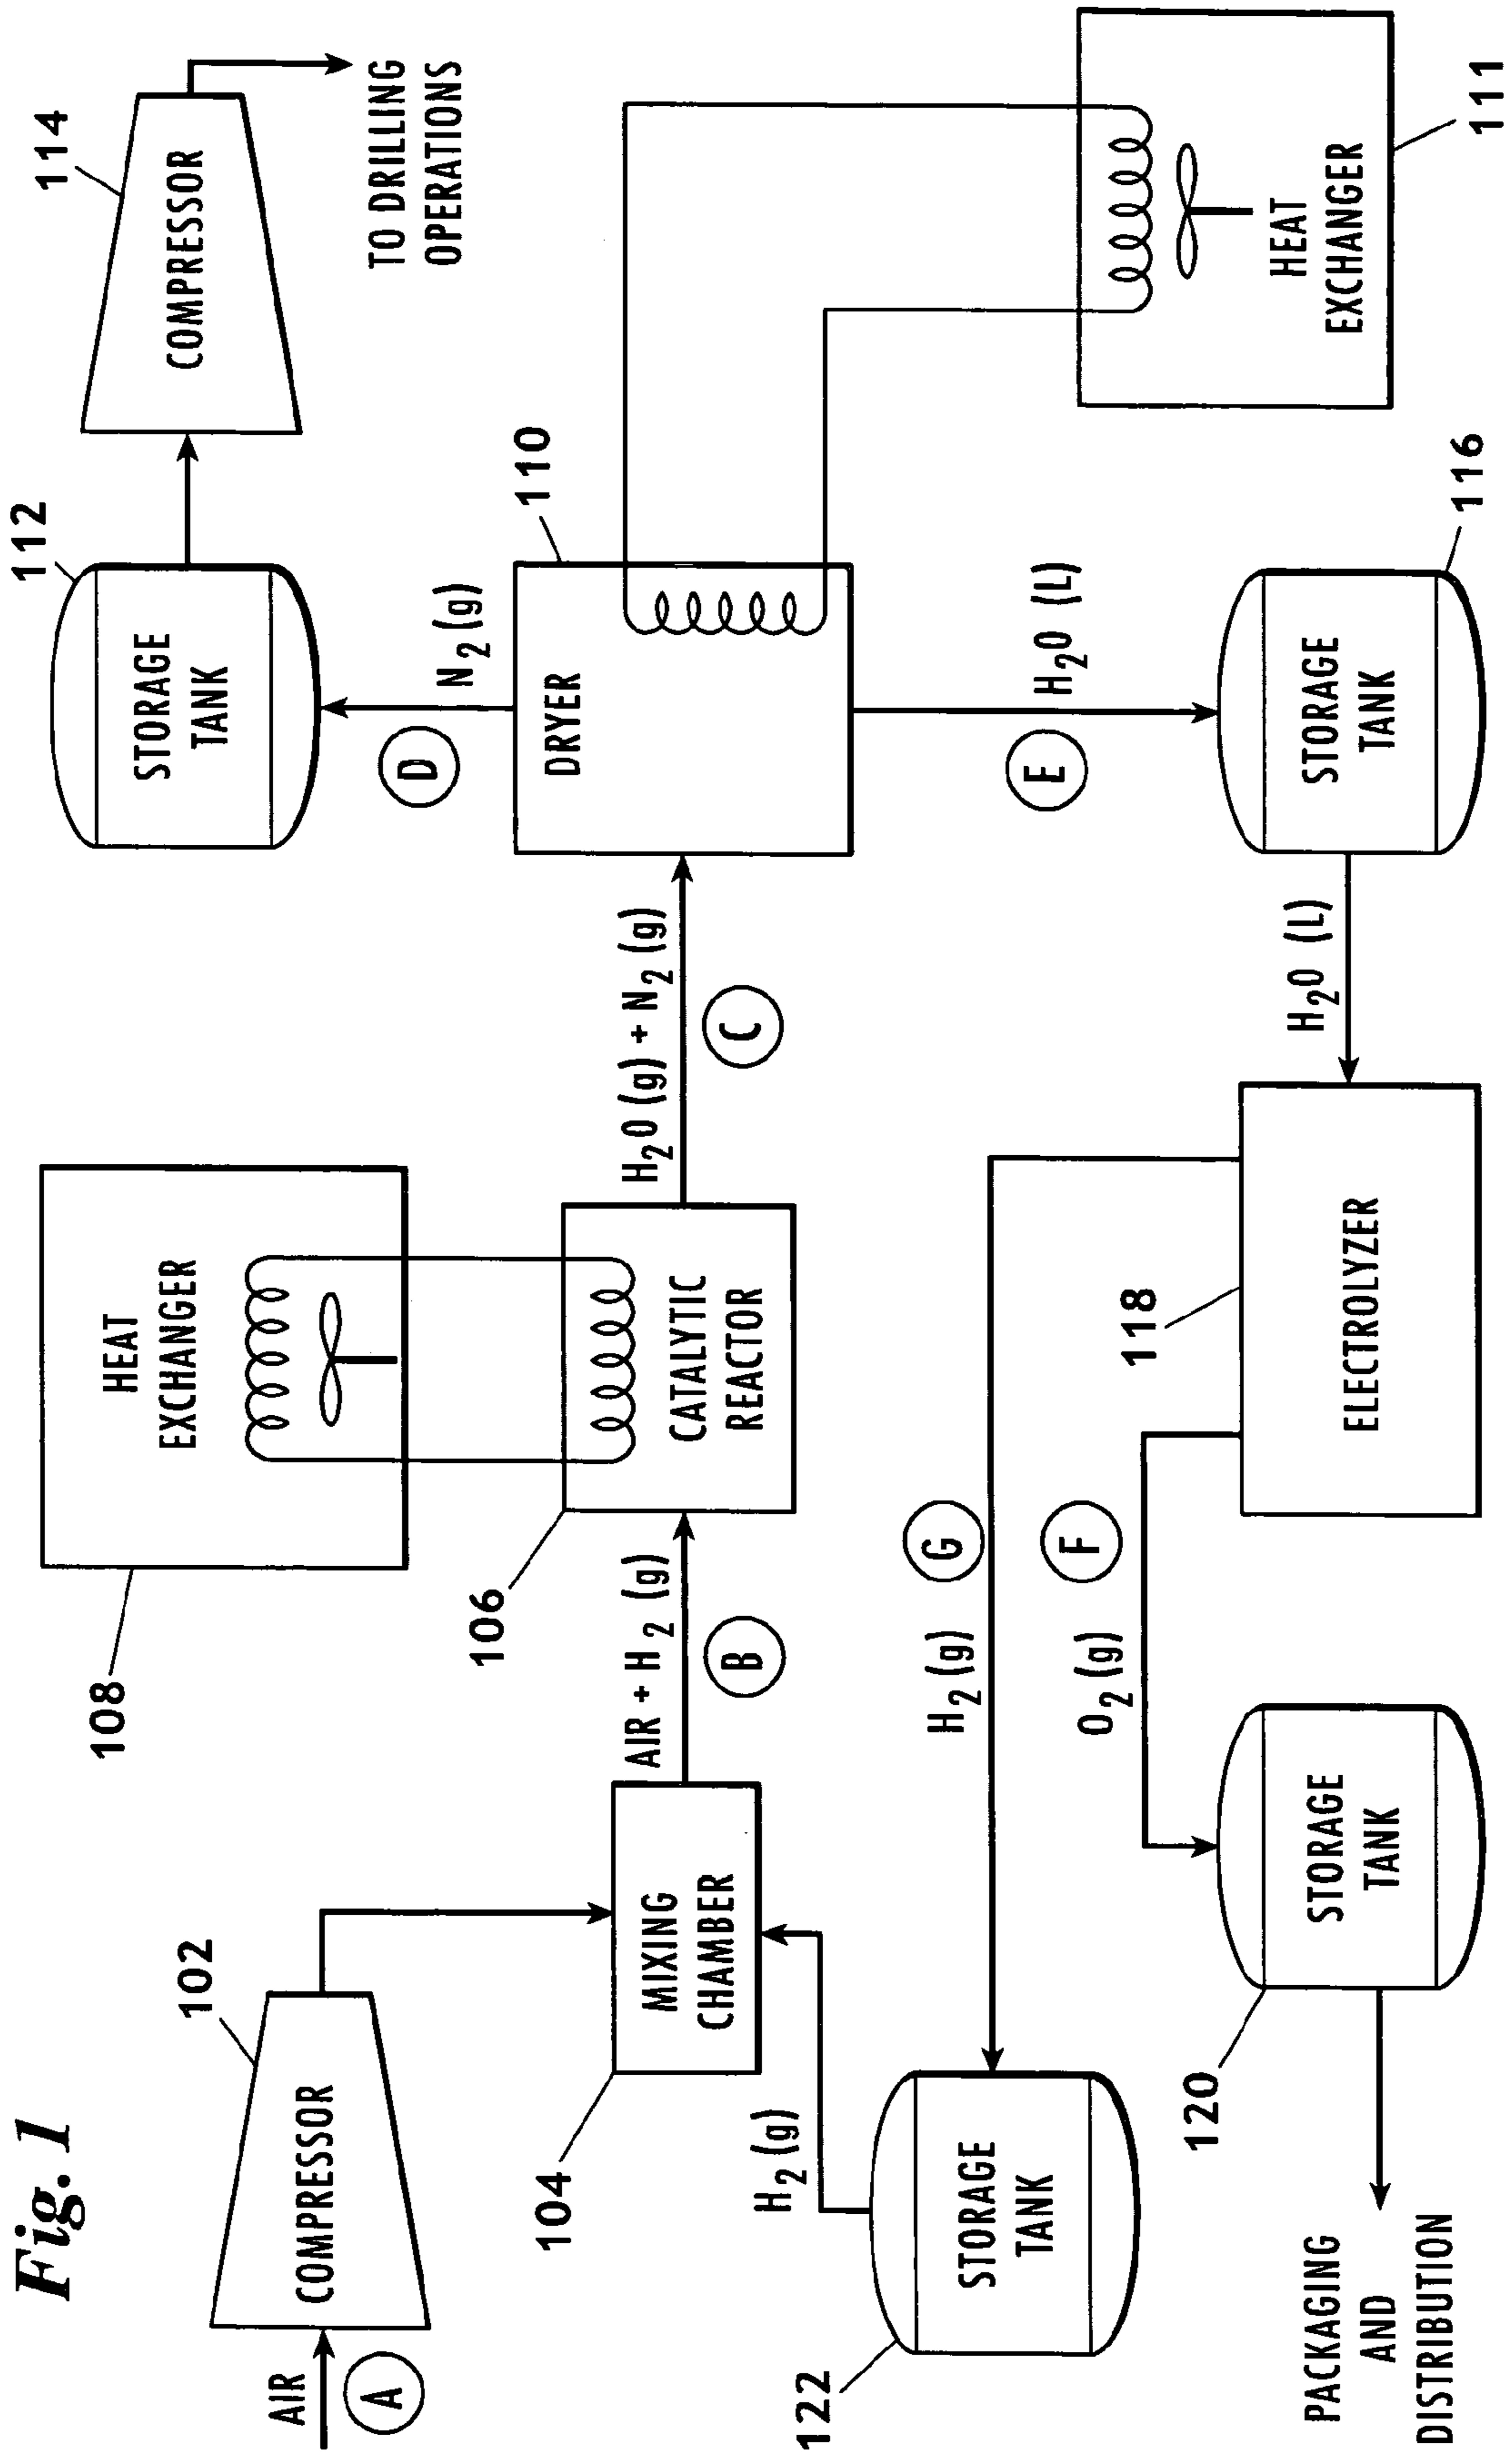 Fig. 1
AIR
A
COMPRESSOR
102
MIXING
CHAMBER
104
AIR + H2 (g)
B
HEAT
EXCHANGER
108
CATALYTIC
REACTOR
106
H2O (g) + N2 (g)
C
DRYER
110
N2 (g)
D
STORAGE
TANK
112
COMPRESSOR
114
TO DRILLING
OPERATIONS
HEAT
EXCHANGER
111
H2O (L)
E
STORAGE
TANK
116
H2O (L)
ELECTROLYZER
118
G
H2 (g)
F
O2 (g)
STORAGE
TANK
122
H2 (g)
STORAGE
TANK
120
PACKAGING
AND
DISTRIBUTION